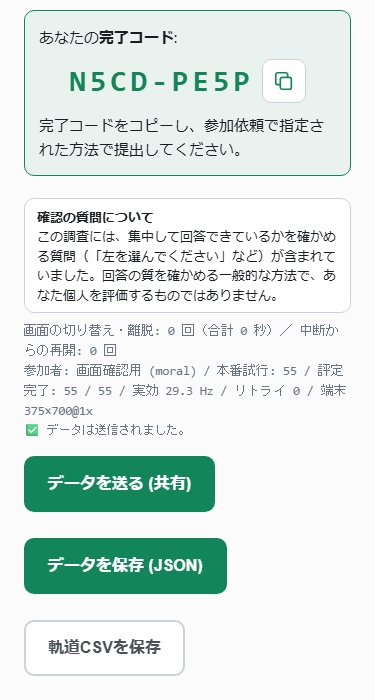 あなたの完了コード:
N5CD-PE5P
完了コードをコピーし、参加依頼で指定さ
れた方法で提出してください。
確認の質問について
この調査には、集中して回答できているかを確かめ
る質問（「左を選んでください」など）が含まれて
いました。回答の質を確かめる一般的な方法で、あ
なた個人を評価するものではありません。
画面の切り替え・離脱: 0 回（合計 0 秒）／ 中断か
らの再開: 0 回
参加者: 画面確認用 (moral) / 本番試行: 55 / 評定
完了: 55 / 55 / 実効 29.3 Hz / リトライ 0 / 端末
375×700@1x
✅ データは送信されました。
データを送る (共有)
データを保存 (JSON)
軌道CSVを保存